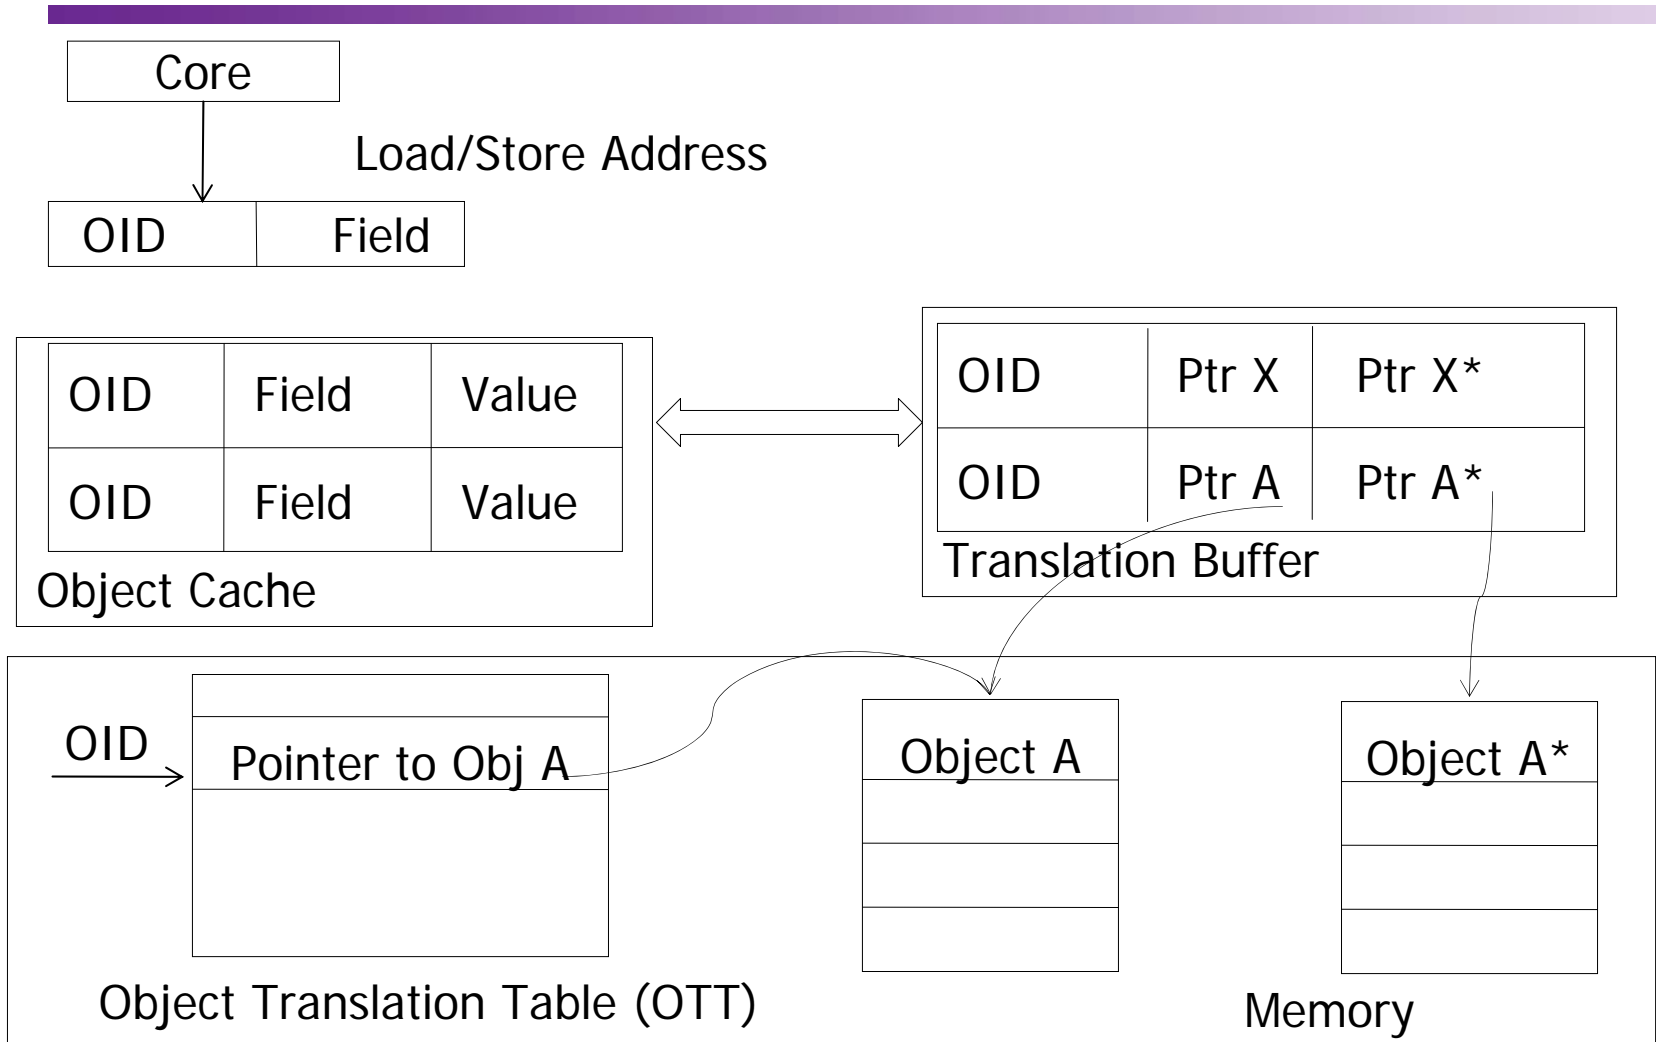 Core
Load/Store Address
OID Field
OID Field Value
OID Field Value
Object Cache
OID Ptr X Ptr X*
OID Ptr A Ptr A*
Translation Buffer
OID
Pointer to Obj A
Object A
Object A*
Object Translation Table (OTT)
Memory